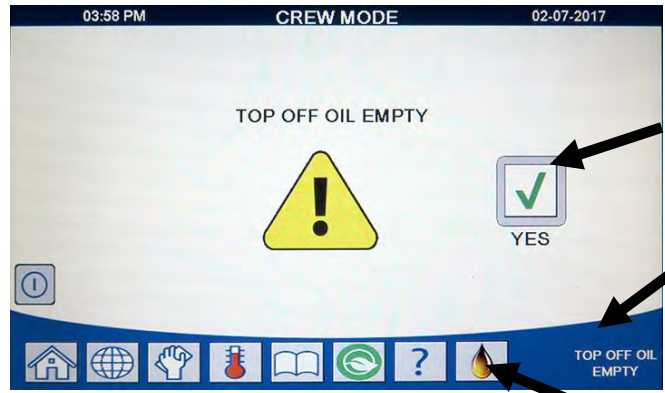 03:58 PM CREW MODE 02-07-2017
TOP OFF OIL EMPTY
YES
?
TOP OFF OIL
EMPTY